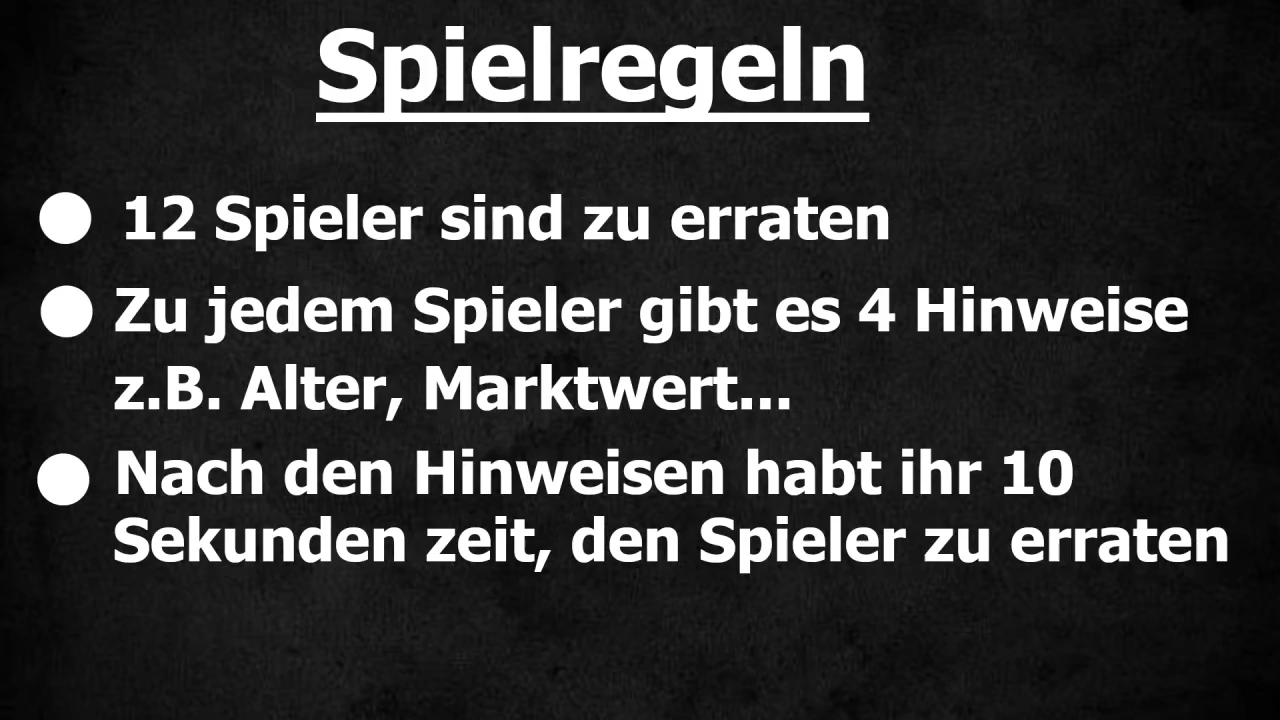 Spielregeln
12 Spieler sind zu erraten
Zu jedem Spieler gibt es 4 Hinweise
z.B. Alter, Marktwert...
Nach den Hinweisen habt ihr 10
Sekunden zeit, den Spieler zu erraten